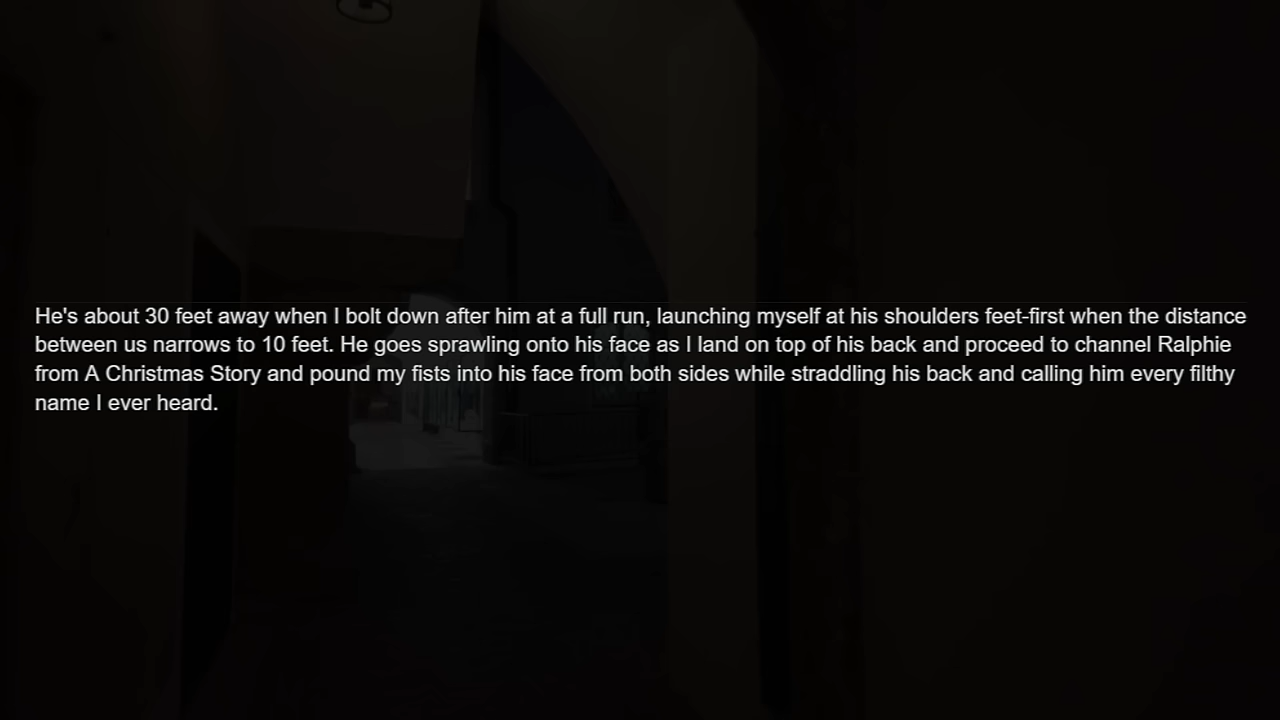 He's about 30 feet away when I bolt down after him at a full run, launching myself at his shoulders feet-first when the distance
between us narrows to 10 feet. He goes sprawling onto his face as I land on top of his back and proceed to channel Ralphie
from A Christmas Story and pound my fists into his face from both sides while straddling his back and calling him every filthy
name I ever heard.